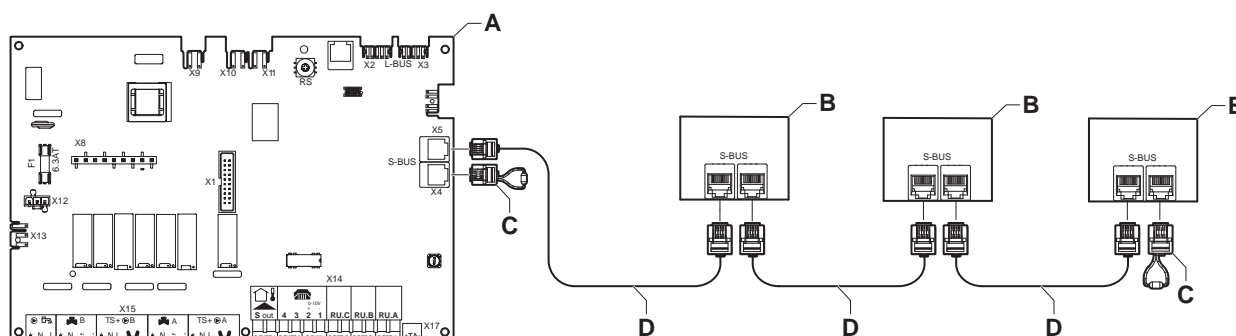 A
X9
X10
X11
RS
X2
L-BUS
X3
B
B
B
F1
6.3AT
X8
X5
S-BUS
X4
S-BUS
S-BUS
S-BUS
X1
X12
C
X13
C
X14
D
D
D
0-10V
S out
4 3 2 1
RU.C
RU.B
RU.A
X15
X17
B
TS+ B
A
TS+ A
N
N L
N
N L
TA